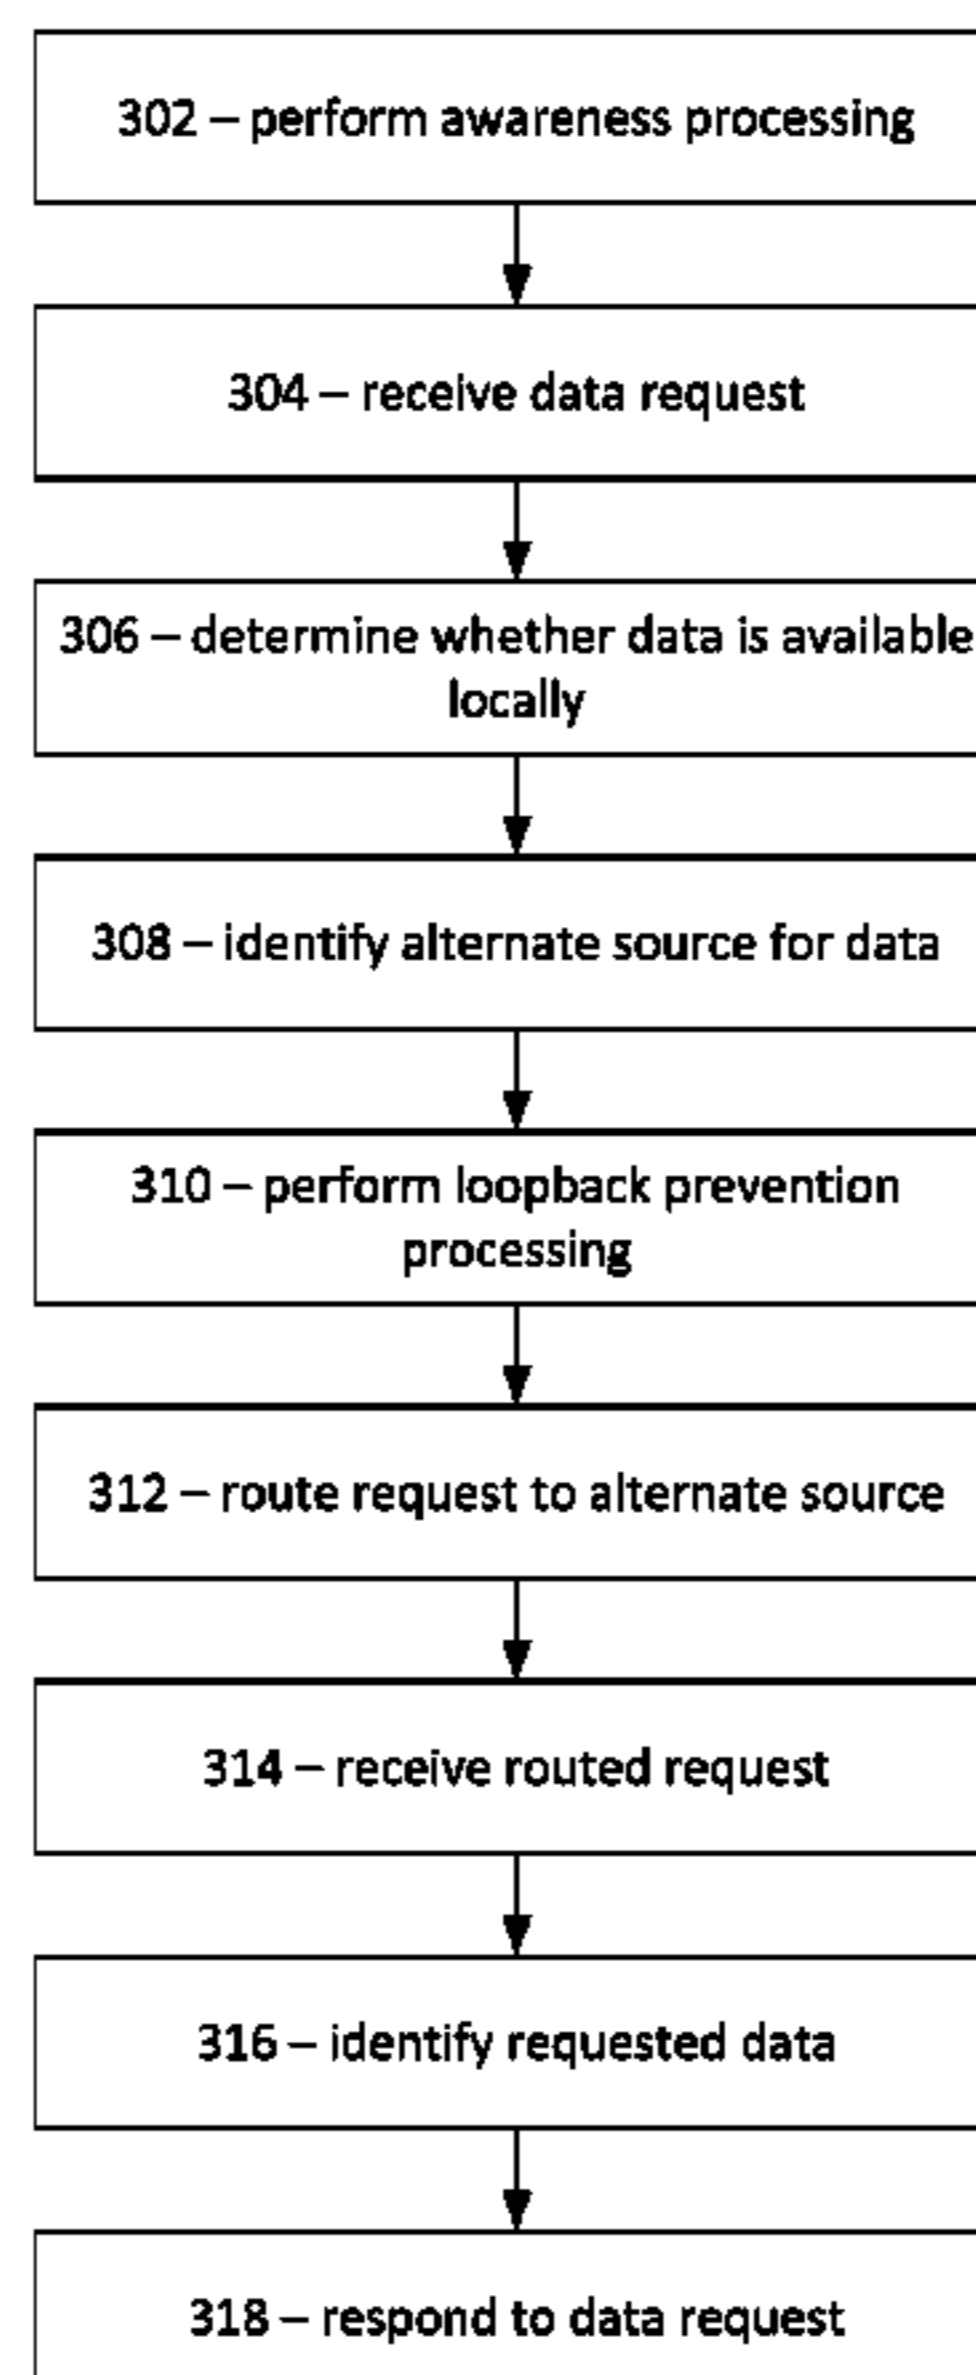 302 – perform awareness processing
304 – receive data request
306 – determine whether data is available
locally
308 – identify alternate source for data
310 – perform loopback prevention
processing
312 – route request to alternate source
314 – receive routed request
316 – identify requested data
318 – respond to data request